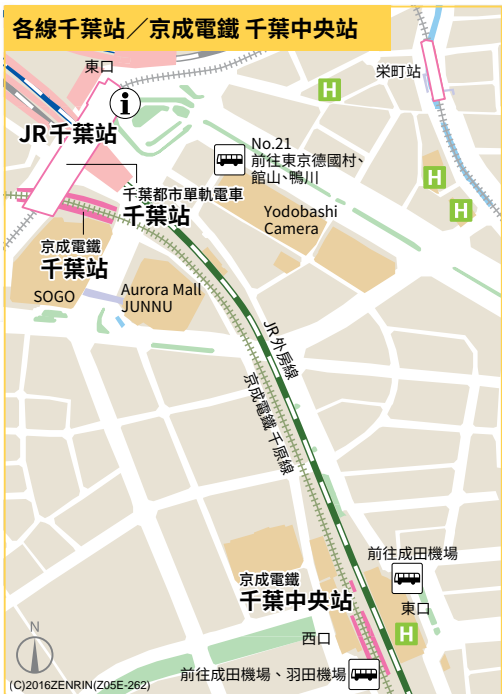 各線千葉站／京成電鐵 千葉中央站
東口
栄町站
i
H
JR千葉站
No.21
前往東京德國村、
館山、鴨川
H
千葉都市單軌電車
千葉站
H
Yodobashi
Camera
京成電鐵
千葉站
SOGO
Aurora Mall
JUNNU
JR外房線
京成電鐵 千原線
前往成田機場
京成電鐵
千葉中央站
東口
H
西口
N
前往成田機場、羽田機場
(C)2016ZENRIN(Z05E-262)